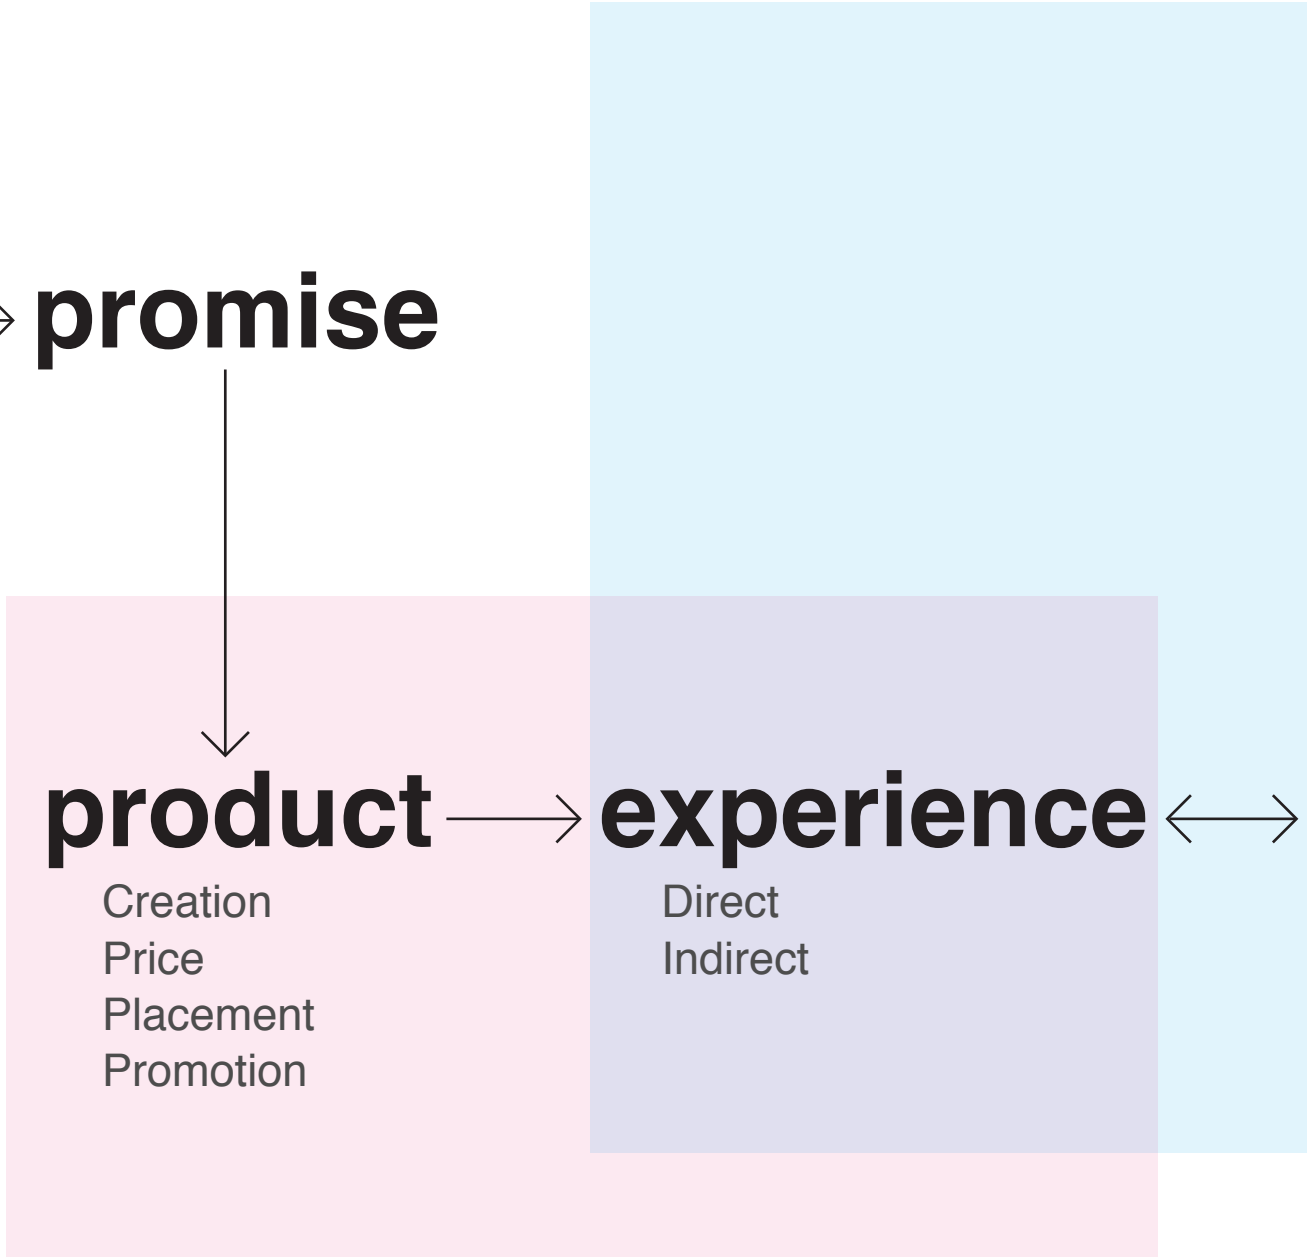 promise
product
Creation
Price
Placement
Promotion
experience
Direct
Indirect